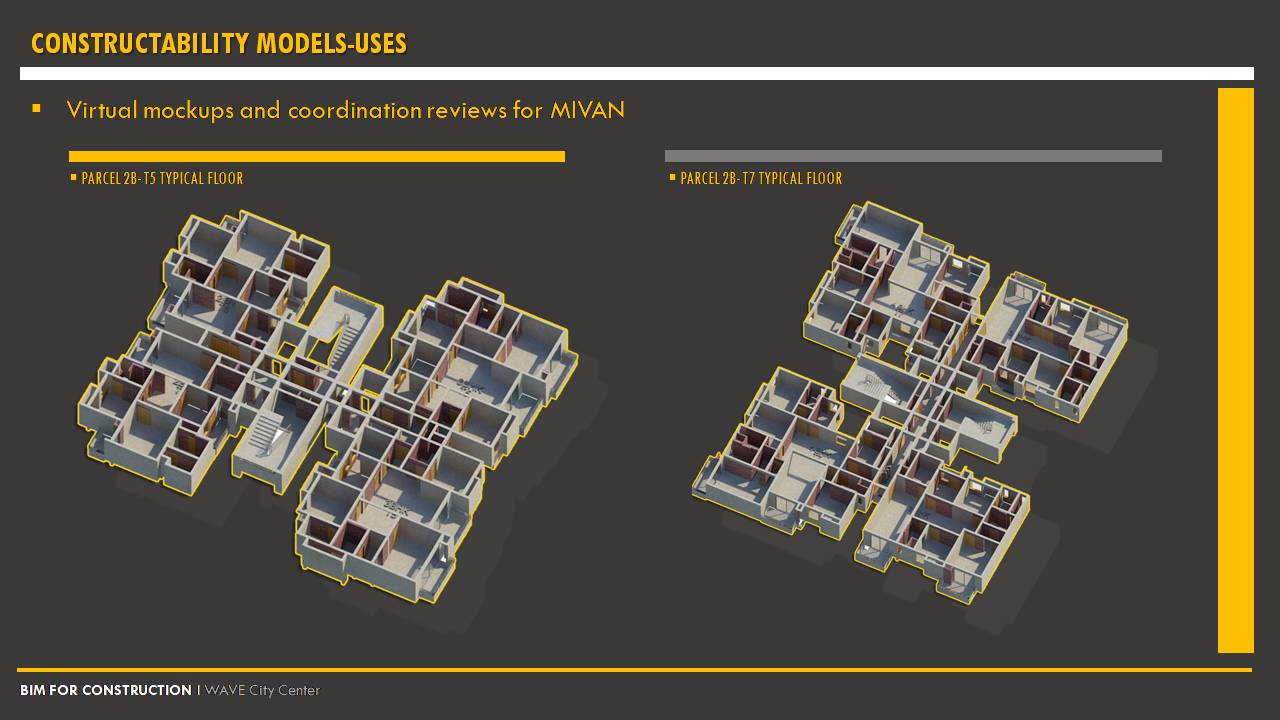 CONSTRUCTABILITY MODELS-USES
▪ Virtual mockups and coordination reviews for MIVAN
▪ PARCEL 2B- T5 TYPICAL FLOOR
▪ PARCEL 2B- T7 TYPICAL FLOOR
BIM FOR CONSTRUCTION | WAVE City Center